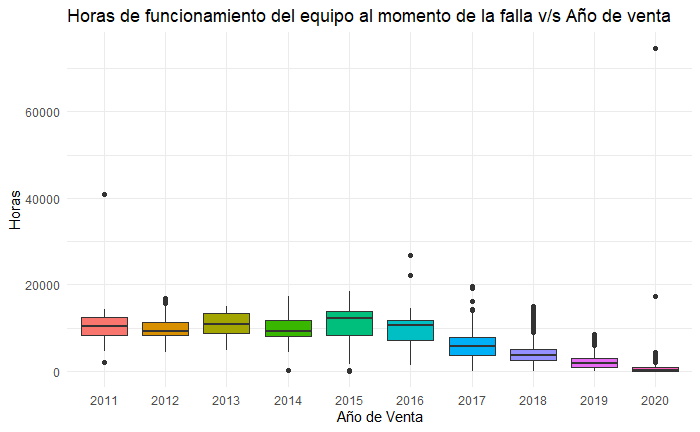 Horas de funcionamiento del equipo al momento de la falla v/s Año de venta
Horas
60000
40000
20000
0
2011 2012 2013 2014 2015 2016 2017 2018 2019 2020
Año de Venta